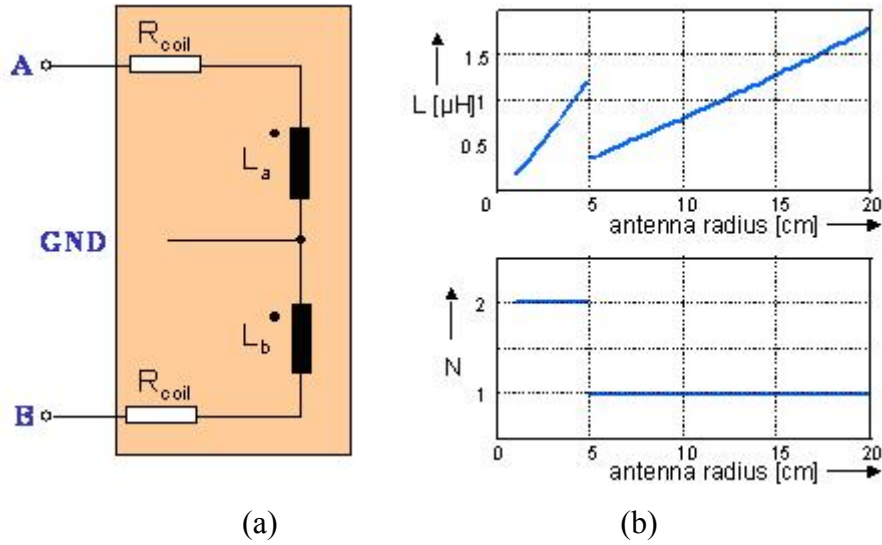 R coil
A
L a
GND
L b
R coil
B
(a)
1.5
L [µH] 1
0.5
0 5 10 15 20
antenna radius [cm]
2
N
1
0 5 10 15 20
antenna radius [cm]
(b)